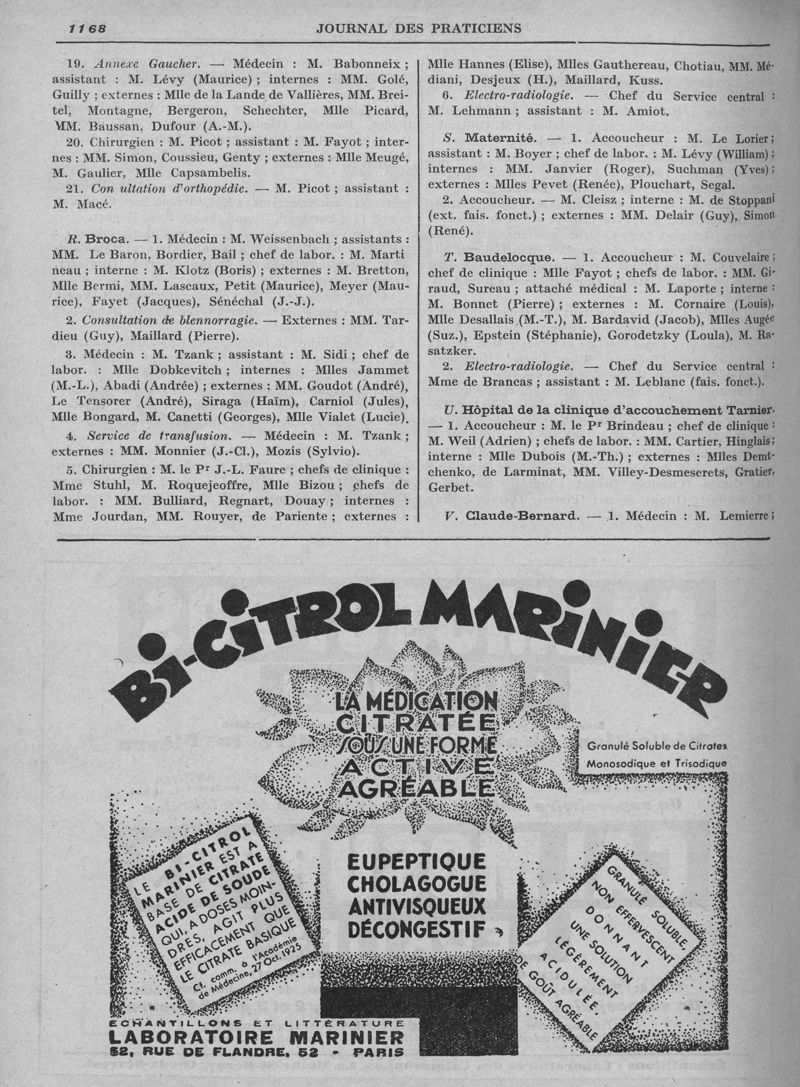 1168
JOURNAL DES PRATICIENS
19. Annexe Gaucher. — Médecin : M. Babonneix ;
assistant : M. Lévy (Maurice) ; internes : MM. Golé,
Guilly ; externes : Mlle de la Lande de Vallières, MM. Brei-
tel, Montagne, Bergeron, Schechter, Mlle Picard,
MM. Baussan, Dufour (A.-M.).
20. Chirurgien : M. Picot ; assistant : M. Fayot ; inter-
nes : MM. Simon, Coussieu, Genty ; externes : Mlle Meugé,
M. Gaulier, Mlle Capsambelis.
21. Con ultation d'orthopédie. — M. Picot ; assistant :
M. Macé.
R. Broca. — 1. Médecin : M. Weissenbach ; assistants :
MM. Le Baron, Bordier, Bail ; chef de labor. : M. Marti
neau ; interne : M. Klotz (Boris) ; externes : M. Bretton,
Mlle Bermi, MM. Lascaux, Petit (Maurice), Meyer (Mau-
rice), Fayet (Jacques), Sénéchal (J.-J.).
2. Consultation de blennorragie. — Externes : MM. Tar-
dieu (Guy), Maillard (Pierre).
3. Médecin : M. Tzank ; assistant : M. Sidi ; chef de
labor. : Mlle Dobkevitch ; internes : Mlles Jammet
(M.-L.), Abadi (Andrée) ; externes : MM. Goudot (André),
Le Tensorer (André), Siraga (Haïm), Carniol (Jules),
Mlle Bongard, M. Canetti (Georges), Mlle Vialet (Lucie).
4. Service de transfusion. — Médecin : M. Tzank ;
externes : MM. Monnier (J.-Cl.), Mozis (Sylvio).
5. Chirurgien : M. le Pr J.-L. Faure ; chefs de clinique :
Mme Stuhl, M. Roquejeoffre, Mlle Bizou ; chefs de
labor. : MM. Bulliard, Regnart, Douay ; internes :
Mme Jourdan, MM. Rouyer, de Pariente ; externes :
Mlle Hannes (Elise), Mlles Gauthereau, Chotiau, MM. Mé-
diani, Desjeux (H.), Maillard, Kuss.
6. Electro-radiologie. — Chef du Service central :
M. Lehmann ; assistant : M. Amiot.
S. Maternité. — 1. Accoucheur : M. Le Lorier ;
assistant : M. Boyer ; chef de labor. : M. Lévy (William) ;
internes : MM. Janvier (Roger), Suchman (Yves) ;
externes : Mlles Pevet (Renée), Plouchart, Segal.
2. Accoucheur. — M. Cleisz ; interne : M. de Stoppani
(ext. fais. fonct.) ; externes : MM. Delair (Guy), Simon
(René).
T. Baudelocque. — 1. Accoucheur : M. Couvelaire ;
chef de clinique : Mlle Fayot ; chefs de labor. : MM. Gi-
raud, Sureau ; attaché médical : M. Laporte ; interne :
M. Bonnet (Pierre) ; externes : M. Cornaire (Louis),
Mlle Desallais (M.-T.), M. Bardavid (Jacob), Mlles Augée
(Suz.), Epstein (Stéphanie), Gorodetzky (Loula), M. Ra-
satzker.
2. Electro-radiologie. — Chef du Service central :
Mme de Brancas ; assistant : M. Leblanc (fais. fonct.).
U. Hôpital de la clinique d'accouchement Tarnier.
— 1. Accoucheur : M. le Pr Brindeau ; chef de clinique :
M. Weil (Adrien) ; chefs de labor. : MM. Cartier, Hinglais ;
interne : Mlle Dubois (M.-Th.) ; externes : Mlles Demt-
chenko, de Larminat, MM. Villey-Desmeserets, Gratier,
Gerbet.
V. Claude-Bernard. — 1. Médecin : M. Lemierre ;
BI-CITROL MARINIER
LA MÉDICATION
CITRATÉE
SOUS UNE FORME
ACTIVE
AGRÉABLE
Granulé Soluble de Citrates
Monosodique et Trisodique
LE BI-CITROL
MARINIER EST A
BASE DE CITRATE
ACIDE DE SOUDE
QUI, A DOSES MOIN-
DRES, AGIT PLUS
EFFICACEMENT QUE
LE CITRATE BASIQUE
Cf. comm. à l'Académie
de Médecine, 27 Oct. 1925
EUPEPTIQUE
CHOLAGOGUE
ANTIVISQUEUX
DÉCONGESTIF
GRANULÉ SOLUBLE
NON EFFERVESCENT
DONNANT
UNE SOLUTION
LÉGÈREMENT
ACIDULÉE
DE GOÛT AGRÉABLE
ECHANTILLONS ET LITTÉRATURE
LABORATOIRE MARINIER
52, RUE DE FLANDRE, 52 - PARIS